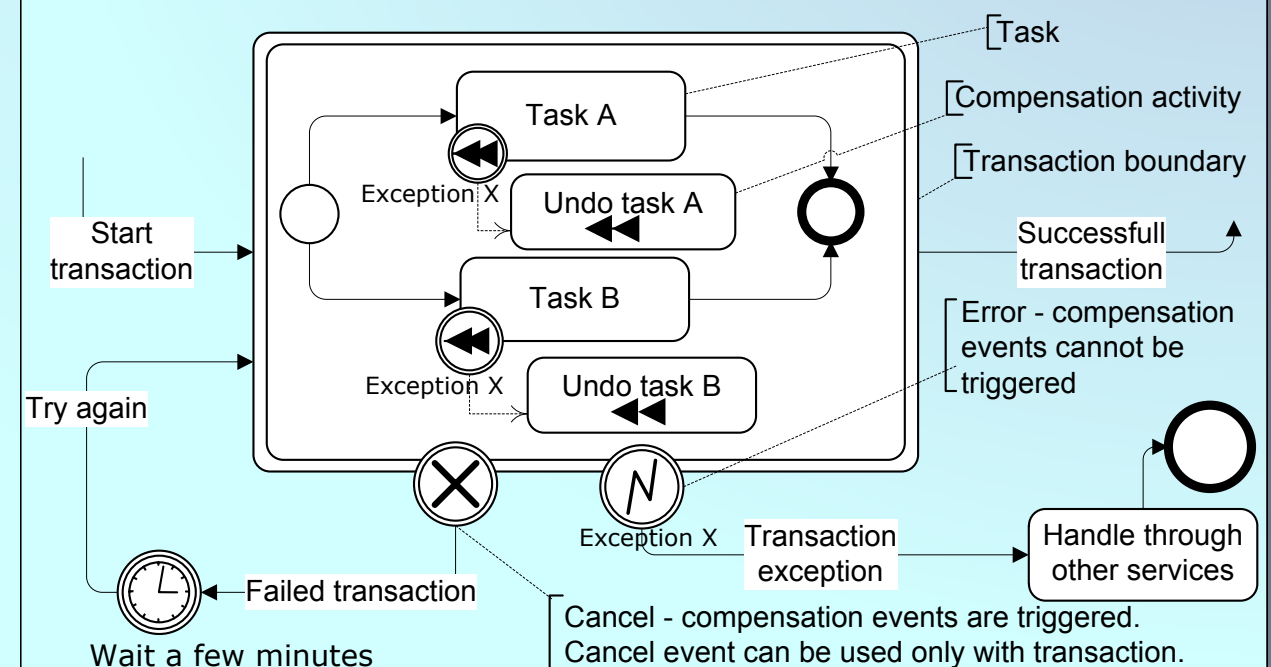 Task
Task A
Compensation activity
Exception X
Undo task A
Transaction boundary
Start
transaction
Successfull
transaction
Task B
Error - compensation
events cannot be
triggered
Exception X
Undo task B
Try again
Exception X
Transaction
exception
Handle through
other services
Failed transaction
Wait a few minutes
Cancel - compensation events are triggered.
Cancel event can be used only with transaction.